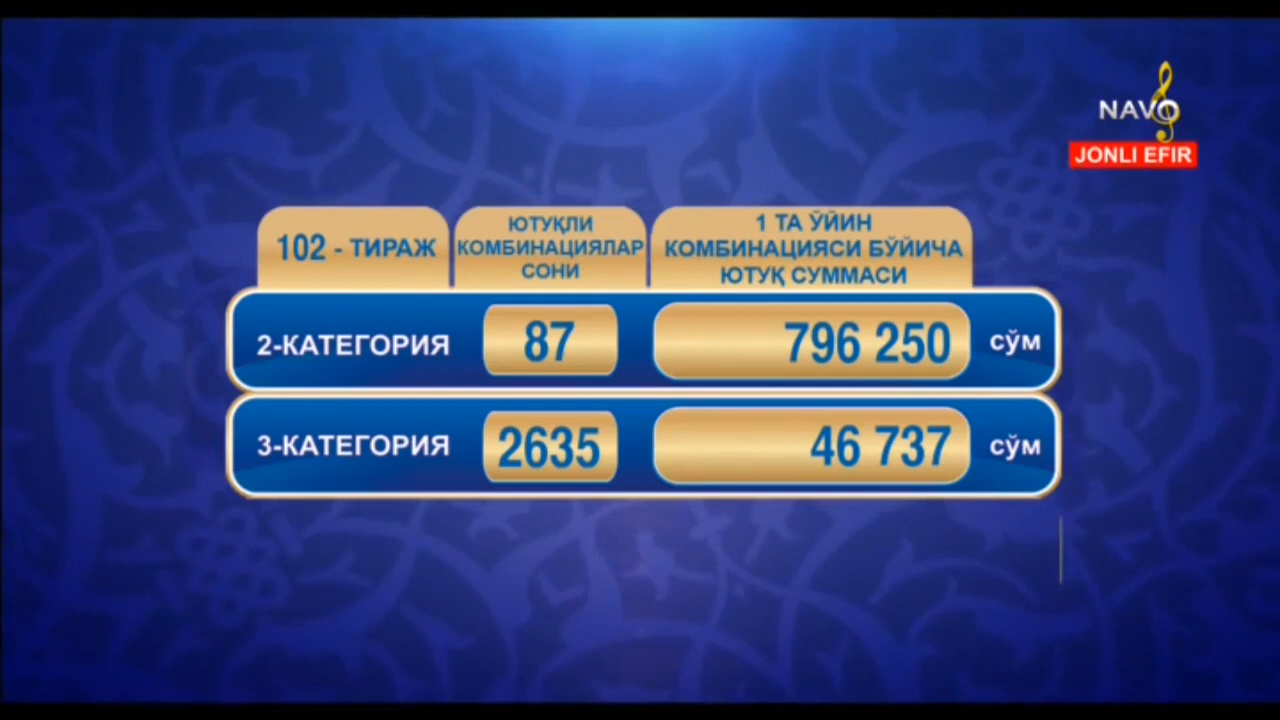 NAVO
JONLI EFIR
102 - ТИРАЖ
ЮТУҚЛИ
КОМБИНАЦИЯЛАР
СОНИ
1 ТА ЎЙИН
КОМБИНАЦИЯСИ БЎЙИЧА
ЮТУҚ СУММАСИ
2-КАТЕГОРИЯ 87 796 250 сўм
3-КАТЕГОРИЯ 2635 46 737 сўм